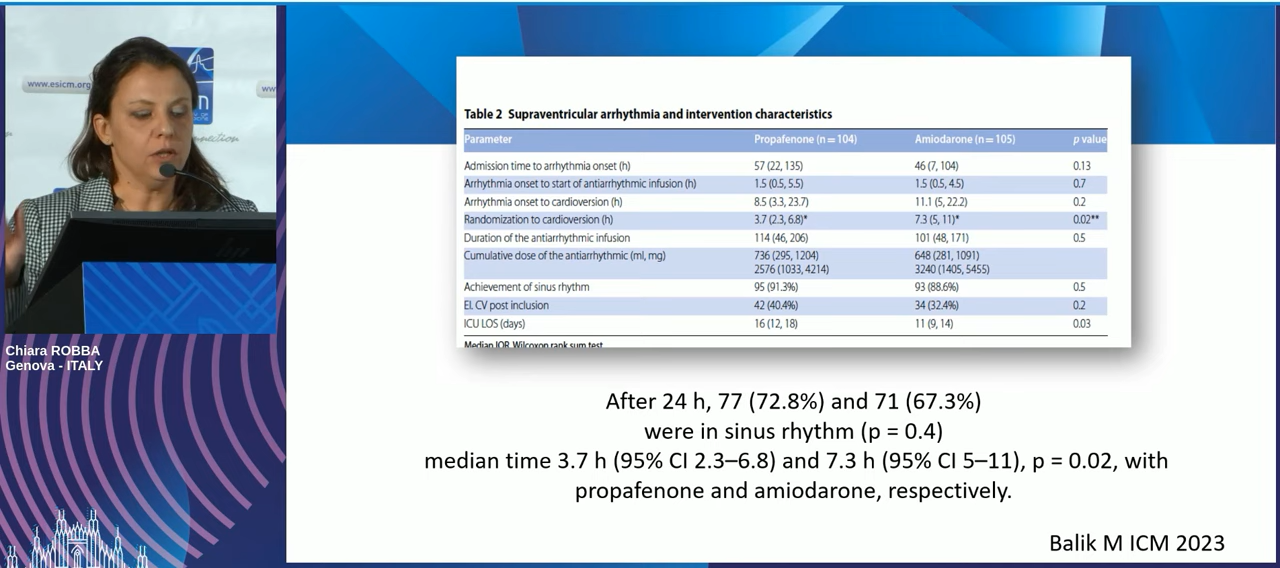 www.esicm.org
ww
n
nnection
Chiara ROBBA
Genova - ITALY
Table 2 Supraventricular arrhythmia and intervention characteristics
Parameter Propafenone (n = 104) Amiodarone (n = 105) p value
Admission time to arrhythmia onset (h) 57 (22, 135) 46 (7, 104) 0.13
Arrhythmia onset to start of antiarrhythmic infusion (h) 1.5 (0.5, 5.5) 1.5 (0.5, 4.5) 0.7
Arrhythmia onset to cardioversion (h) 8.5 (3.3, 23.7) 11.1 (5, 22.2) 0.2
Randomization to cardioversion (h) 3.7 (2.3, 6.8)* 7.3 (5, 11)* 0.02**
Duration of the antiarrhythmic infusion 114 (46, 206) 101 (48, 171) 0.5
Cumulative dose of the antiarrhythmic (ml, mg) 736 (295, 1204) 648 (281, 1091)
2576 (1033, 4214) 3240 (1405, 5455)
Achievement of sinus rhythm 95 (91.3%) 93 (88.6%) 0.5
El. CV post inclusion 42 (40.4%) 34 (32.4%) 0.2
ICU LOS (days) 16 (12, 18) 11 (9, 14) 0.03
Median IQR Wilcoxon rank sum test
After 24 h, 77 (72.8%) and 71 (67.3%)
were in sinus rhythm (p = 0.4)
median time 3.7 h (95% CI 2.3–6.8) and 7.3 h (95% CI 5–11), p = 0.02, with
propafenone and amiodarone, respectively.
Balik M ICM 2023